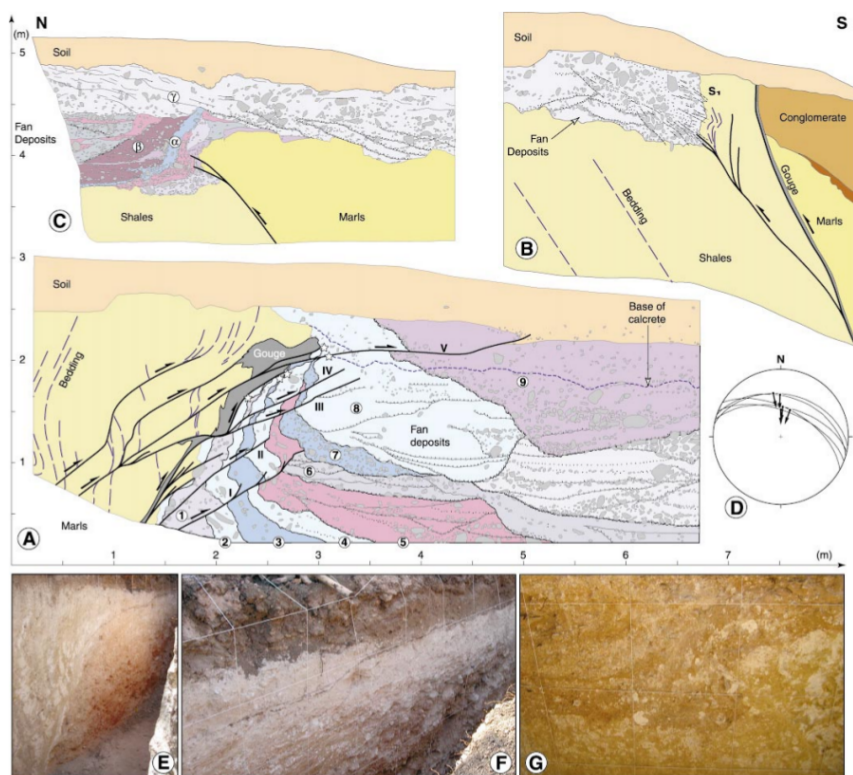 N
(m)
5
Soil
γ
Fan
Deposits
β
α
4
C
Shales
Marls
3
S
Soil
S₁
Fan
Deposits
Conglomerate
Gouge
Bedding
Marls
B
Shales
Soil
Base of
calcrete
Gouge
V
2
Bedding
IV
9
III
8
Fan
deposits
7
1
II
6
I
1
Marls
A
2
3
4
5
1
2
3
4
5
6
7
(m)
N
D
E
F
G